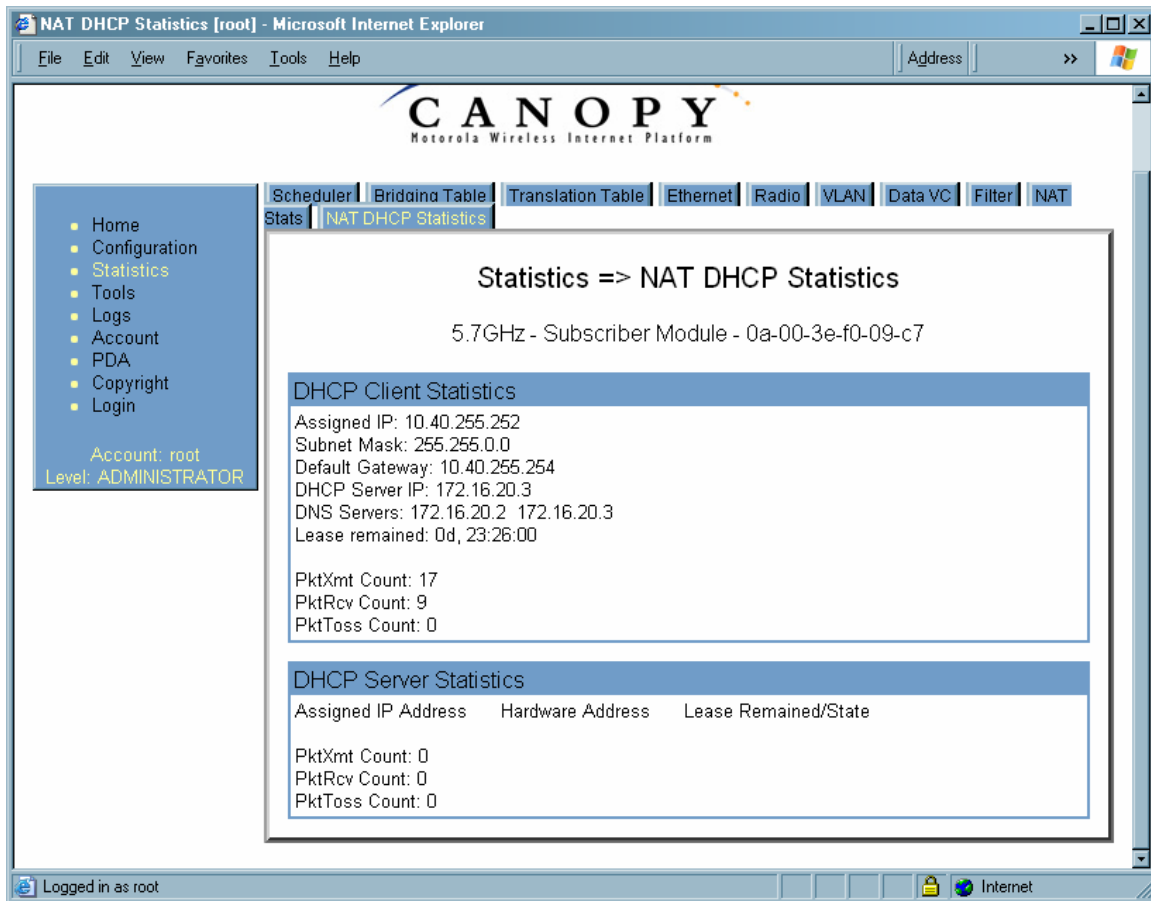 NAT DHCP Statistics [root] - Microsoft Internet Explorer
File Edit View Favorites Tools Help Address »
CANOPY
Motorola Wireless Internet Platform
Scheduler Bridging Table Translation Table Ethernet Radio VLAN Data VC Filter NAT
Stats NAT DHCP Statistics
Home
Configuration
Statistics
Tools
Logs
Account
PDA
Copyright
Login
Account: root
Level: ADMINISTRATOR
Statistics => NAT DHCP Statistics
5.7GHz - Subscriber Module - 0a-00-3e-f0-09-c7
DHCP Client Statistics
Assigned IP: 10.40.255.252
Subnet Mask: 255.255.0.0
Default Gateway: 10.40.255.254
DHCP Server IP: 172.16.20.3
DNS Servers: 172.16.20.2 172.16.20.3
Lease remained: 0d, 23:26:00
PktXmt Count: 17
PktRcv Count: 9
PktToss Count: 0
DHCP Server Statistics
Assigned IP Address Hardware Address Lease Remained/State
PktXmt Count: 0
PktRcv Count: 0
PktToss Count: 0
Logged in as root Internet